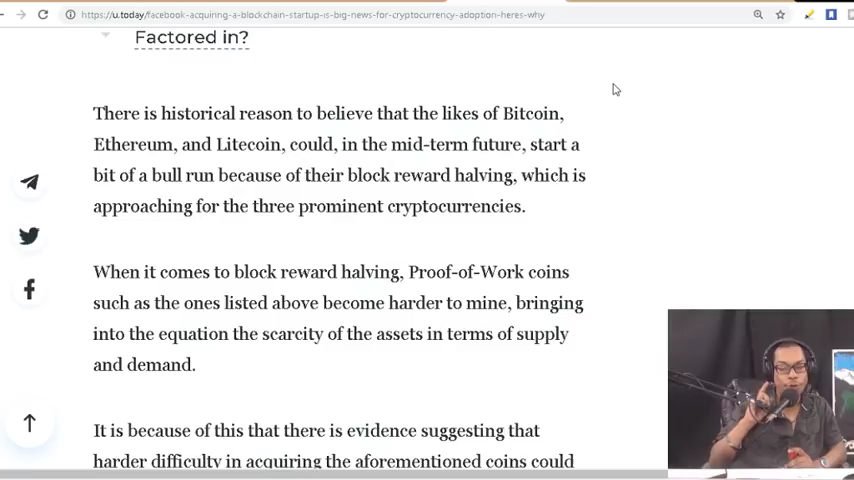 https://u.today/facebook-acquiring-a-blockchain-startup-is-big-news-for-cryptocurrency-adoption-heres-why
Factored in?
There is historical reason to believe that the likes of Bitcoin,
Ethereum, and Litecoin, could, in the mid-term future, start a
bit of a bull run because of their block reward halving, which is
approaching for the three prominent cryptocurrencies.
When it comes to block reward halving, Proof-of-Work coins
such as the ones listed above become harder to mine, bringing
into the equation the scarcity of the assets in terms of supply
and demand.
It is because of this that there is evidence suggesting that
harder difficulty in acquiring the aforementioned coins could